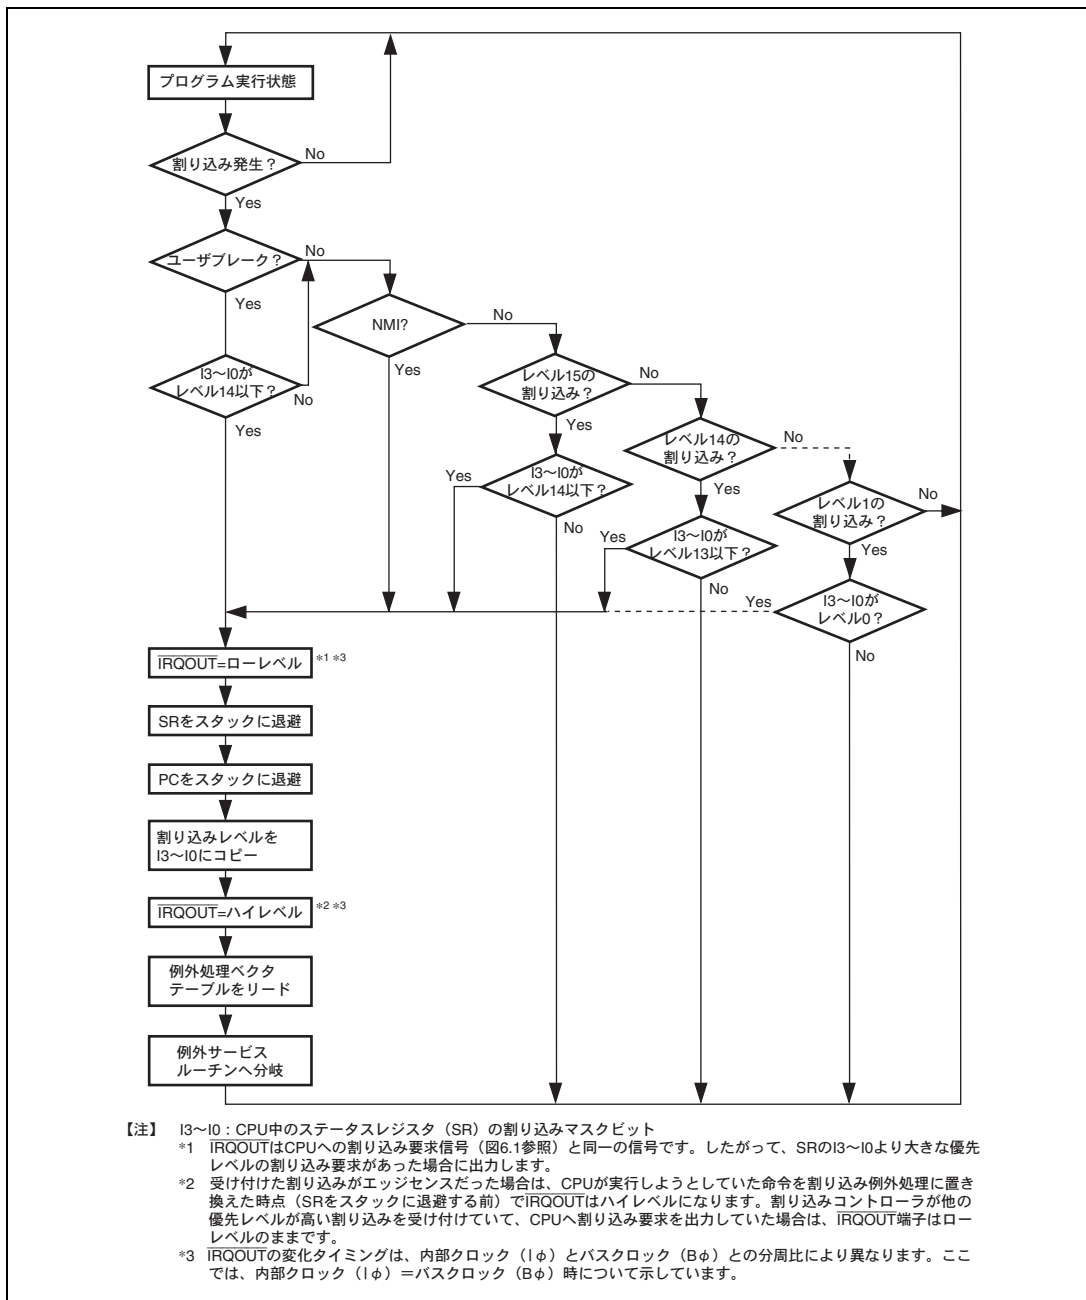 プログラム実行状態
割り込み発生？
No
Yes
ユーザブレーク？
No
Yes
NMI?
No
Yes
I3～I0が
レベル14以下？
No
Yes
レベル15の
割り込み？
No
Yes
I3～I0が
レベル14以下？
Yes
No
レベル14の
割り込み？
No
Yes
I3～I0が
レベル13以下？
Yes
No
レベル1の
割り込み？
No
Yes
I3～I0が
レベル0？
Yes
No
IRQOUT=ローレベル *1 *3
SRをスタックに退避
PCをスタックに退避
割り込みレベルを
I3～I0にコピー
IRQOUT=ハイレベル *2 *3
例外処理ベクタ
テーブルをリード
例外サービス
ルーチンへ分岐
【注】 I3～I0：CPU中のステータスレジスタ（SR）の割り込みマスクビット
*1 IRQOUTはCPUへの割り込み要求信号（図6.1参照）と同一の信号です。したがって、SRのI3～I0より大きな優先
レベルの割り込み要求があった場合に出力します。
*2 受け付けた割り込みがエッジセンスだった場合は、CPUが実行しようとしていた命令を割り込み例外処理に置き
換えた時点（SRをスタックに退避する前）でIRQOUTはハイレベルになります。割り込みコントローラが他の
優先レベルが高い割り込みを受け付けていて、CPUへ割り込み要求を出力していた場合は、IRQOUT端子はロー
レベルのままです。
*3 IRQOUTの変化タイミングは、内部クロック（Iφ）とバスクロック（Bφ）との分周比により異なります。ここ
では、内部クロック（Iφ）＝バスクロック（Bφ）時について示しています。